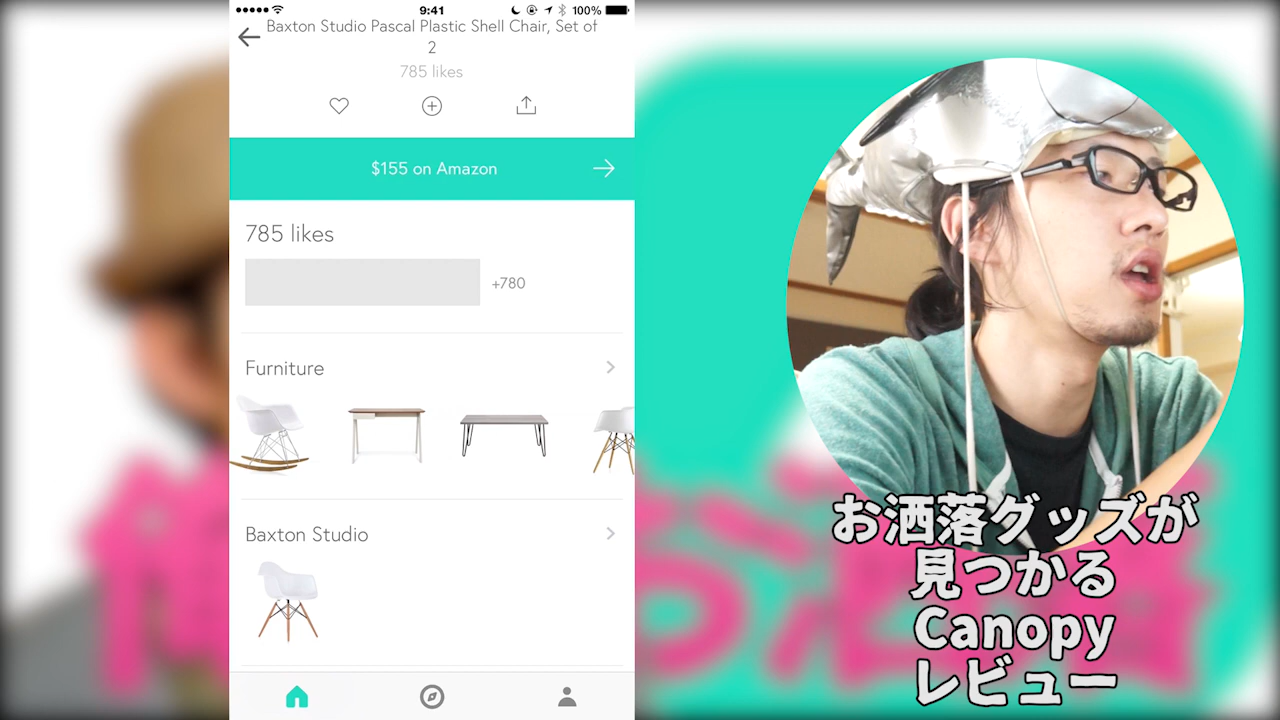 9:41
100%
Baxton Studio Pascal Plastic Shell Chair, Set of
2
785 likes
$155 on Amazon
785 likes
+780
Furniture
Baxton Studio
お洒落グッズが
見つかる
Canopy
レビュー